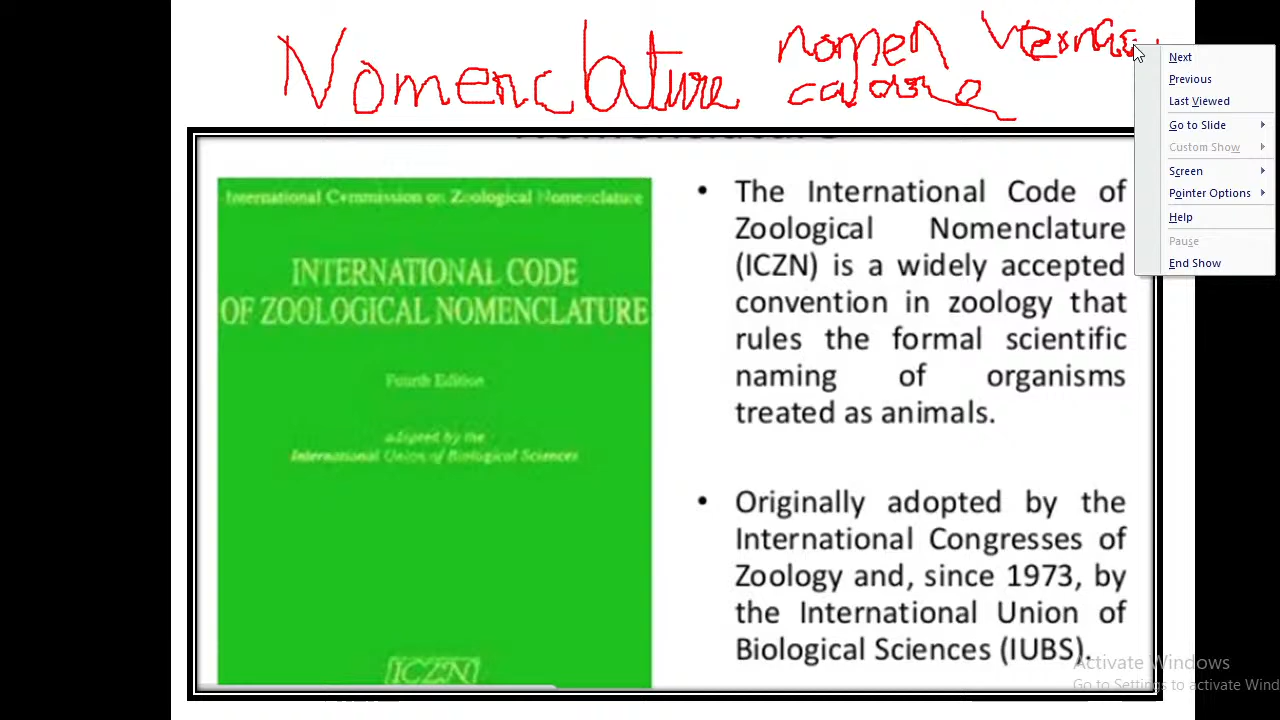 Nomenclature
nomen
calare
Nomenclature
International Commission on Zoological Nomenclature
INTERNATIONAL CODE
OF ZOOLOGICAL NOMENCLATURE
Fourth Edition
adopted by the
International Union of Biological Sciences
ICZN
• The International Code of
Zoological Nomenclature
(ICZN) is a widely accepted
convention in zoology that
rules the formal scientific
naming of organisms
treated as animals.
• Originally adopted by the
International Congresses of
Zoology and, since 1973, by
the International Union of
Biological Sciences (IUBS).
Next
Previous
Last Viewed
Go to Slide
Custom Show
Screen
Pointer Options
Help
Pause
End Show
Activate Windows
Go to Settings to activate Wind